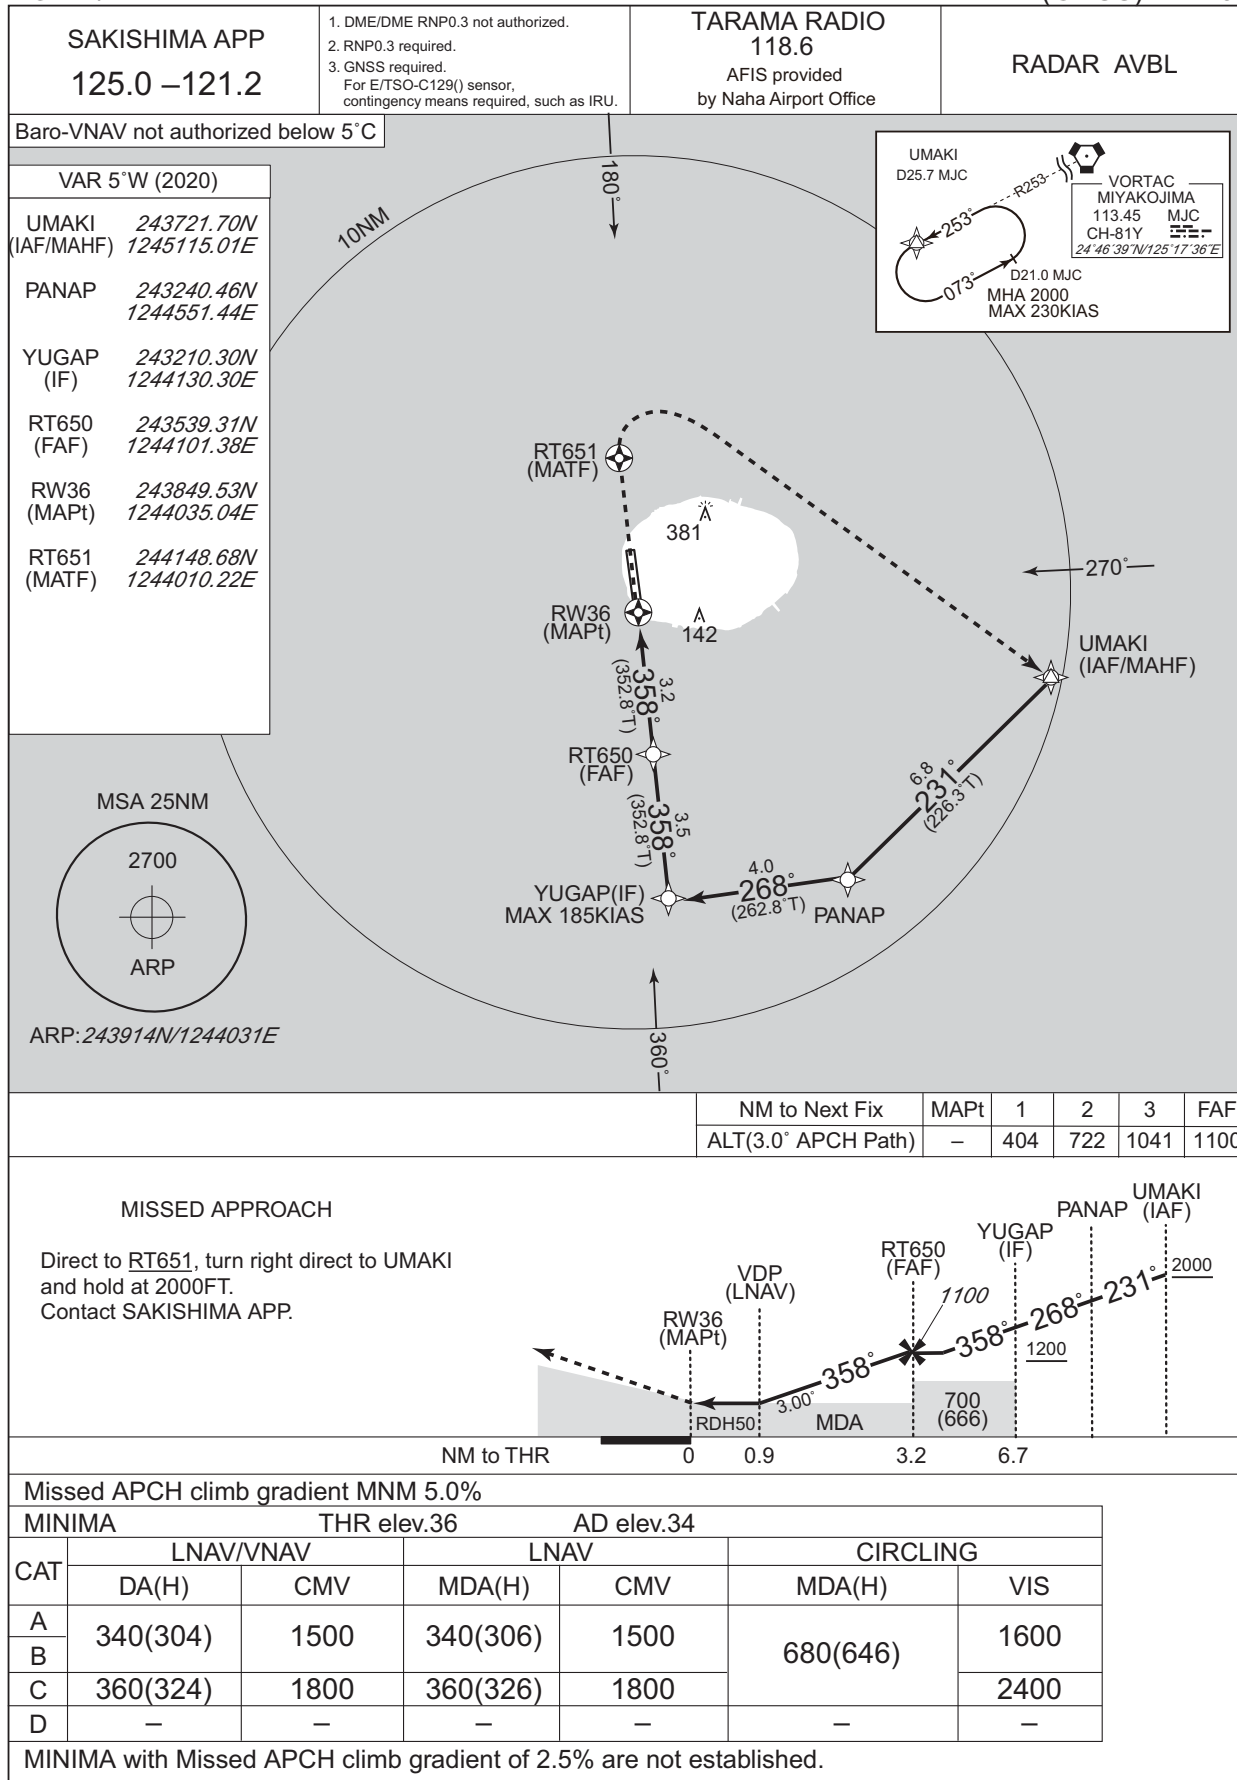 SAKISHIMA APP
125.0 –121.2
1. DME/DME RNP0.3 not authorized.
2. RNP0.3 required.
3. GNSS required.
For E/TSO-C129() sensor,
contingency means required, such as IRU.
TARAMA RADIO
118.6
AFIS provided
by Naha Airport Office
RADAR AVBL
Baro-VNAV not authorized below 5˚C
VAR 5˚W (2020)
UMAKI 243721.70N
(IAF/MAHF) 1245115.01E
PANAP 243240.46N
1244551.44E
YUGAP 243210.30N
(IF) 1244130.30E
RT650 243539.31N
(FAF) 1244101.38E
RW36 243849.53N
(MAPt) 1244035.04E
RT651 244148.68N
(MATF) 1244010.22E
10NM
180˚
UMAKI
D25.7 MJC
R253
253˚
073˚
D21.0 MJC
MHA 2000
MAX 230KIAS
VORTAC
MIYAKOJIMA
113.45 MJC
CH-81Y
24˚46´39˝N/125˚17´36˝E
RT651
(MATF)
381
270˚
RW36
(MAPt)
142
UMAKI
(IAF/MAHF)
3.2
358˚
(352.8˚T)
RT650
(FAF)
3.5
358˚
(352.8˚T)
6.8
231˚
(226.3˚T)
4.0
268˚
(262.8˚T)
YUGAP(IF)
MAX 185KIAS
PANAP
MSA 25NM
2700
ARP
ARP:243914N/1244031E
360˚
NM to Next Fix MAPt 1 2 3 FAF
ALT(3.0˚ APCH Path) – 404 722 1041 1100
MISSED APPROACH
Direct to RT651, turn right direct to UMAKI
and hold at 2000FT.
Contact SAKISHIMA APP.
RW36
(MAPt)
VDP
(LNAV)
RT650
(FAF)
YUGAP
(IF)
PANAP
UMAKI
(IAF)
1100
358˚
358˚
268˚
231˚
2000
1200
3.00˚
RDH50
MDA
700
(666)
NM to THR 0 0.9 3.2 6.7
Missed APCH climb gradient MNM 5.0%
MINIMA THR elev.36 AD elev.34
CAT LNAV/VNAV LNAV CIRCLING
DA(H) CMV MDA(H) CMV MDA(H) VIS
A
B
340(304) 1500 340(306) 1500 680(646) 1600
C 360(324) 1800 360(326) 1800 2400
D – – – – – –
MINIMA with Missed APCH climb gradient of 2.5% are not established.